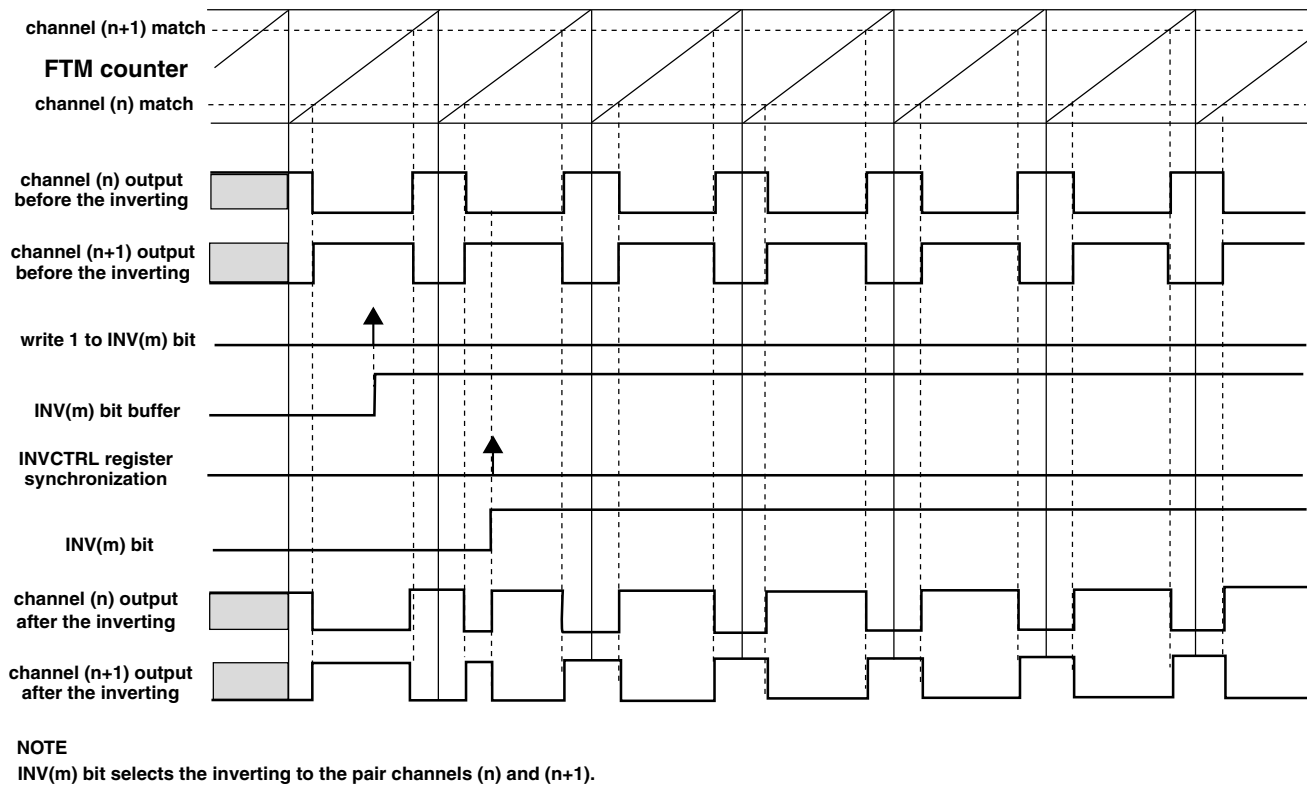 channel (n+1) match
FTM counter
channel (n) match
channel (n) output
before the inverting
channel (n+1) output
before the inverting
write 1 to INV(m) bit
INV(m) bit buffer
INVCTRL register
synchronization
INV(m) bit
channel (n) output
after the inverting
channel (n+1) output
after the inverting
NOTE
INV(m) bit selects the inverting to the pair channels (n) and (n+1).